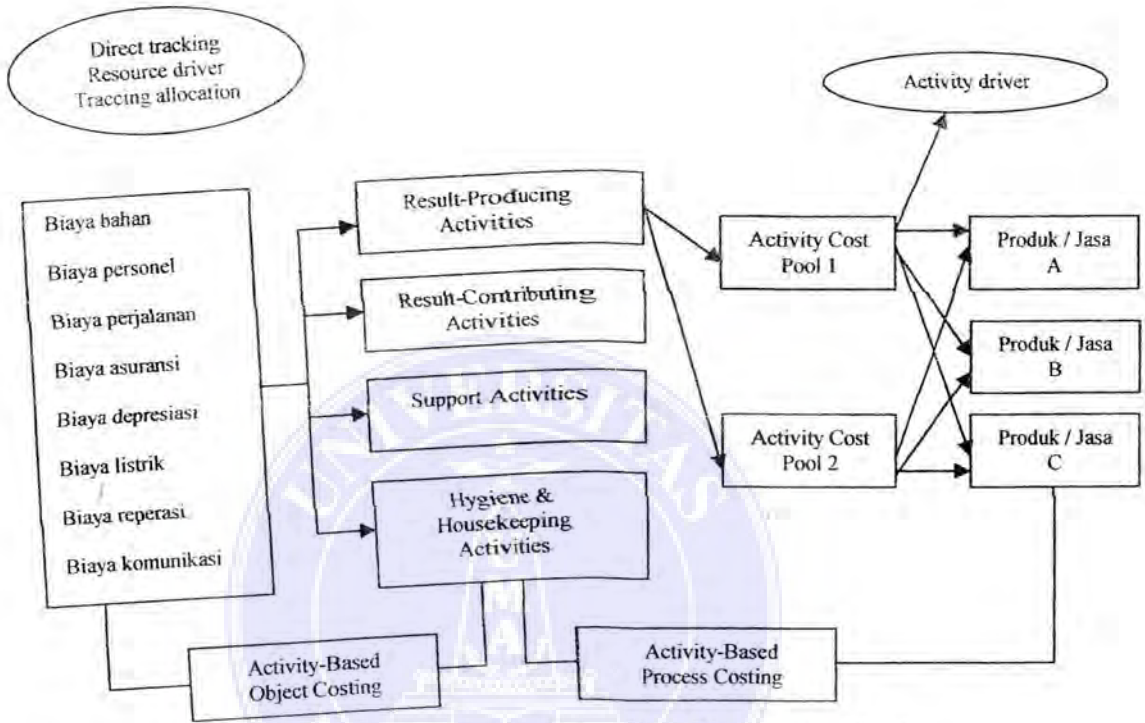 Direct tracking
Resource driver
Traccing allocation
Activity driver
Biaya bahan
Biaya personel
Biaya perjalanan
Biaya asuransi
Biaya depresiasi
Biaya listrik
Biaya reperasi
Biaya komunikasi
Result-Producing
Activities
Result-Contributing
Activities
Support Activities
Hygiene &
Housekeeping
Activities
Activity Cost
Pool 1
Activity Cost
Pool 2
Produk / Jasa
A
Produk / Jasa
B
Produk / Jasa
C
Activity-Based
Object Costing
Activity-Based
Process Costing
UNIVERSITAS